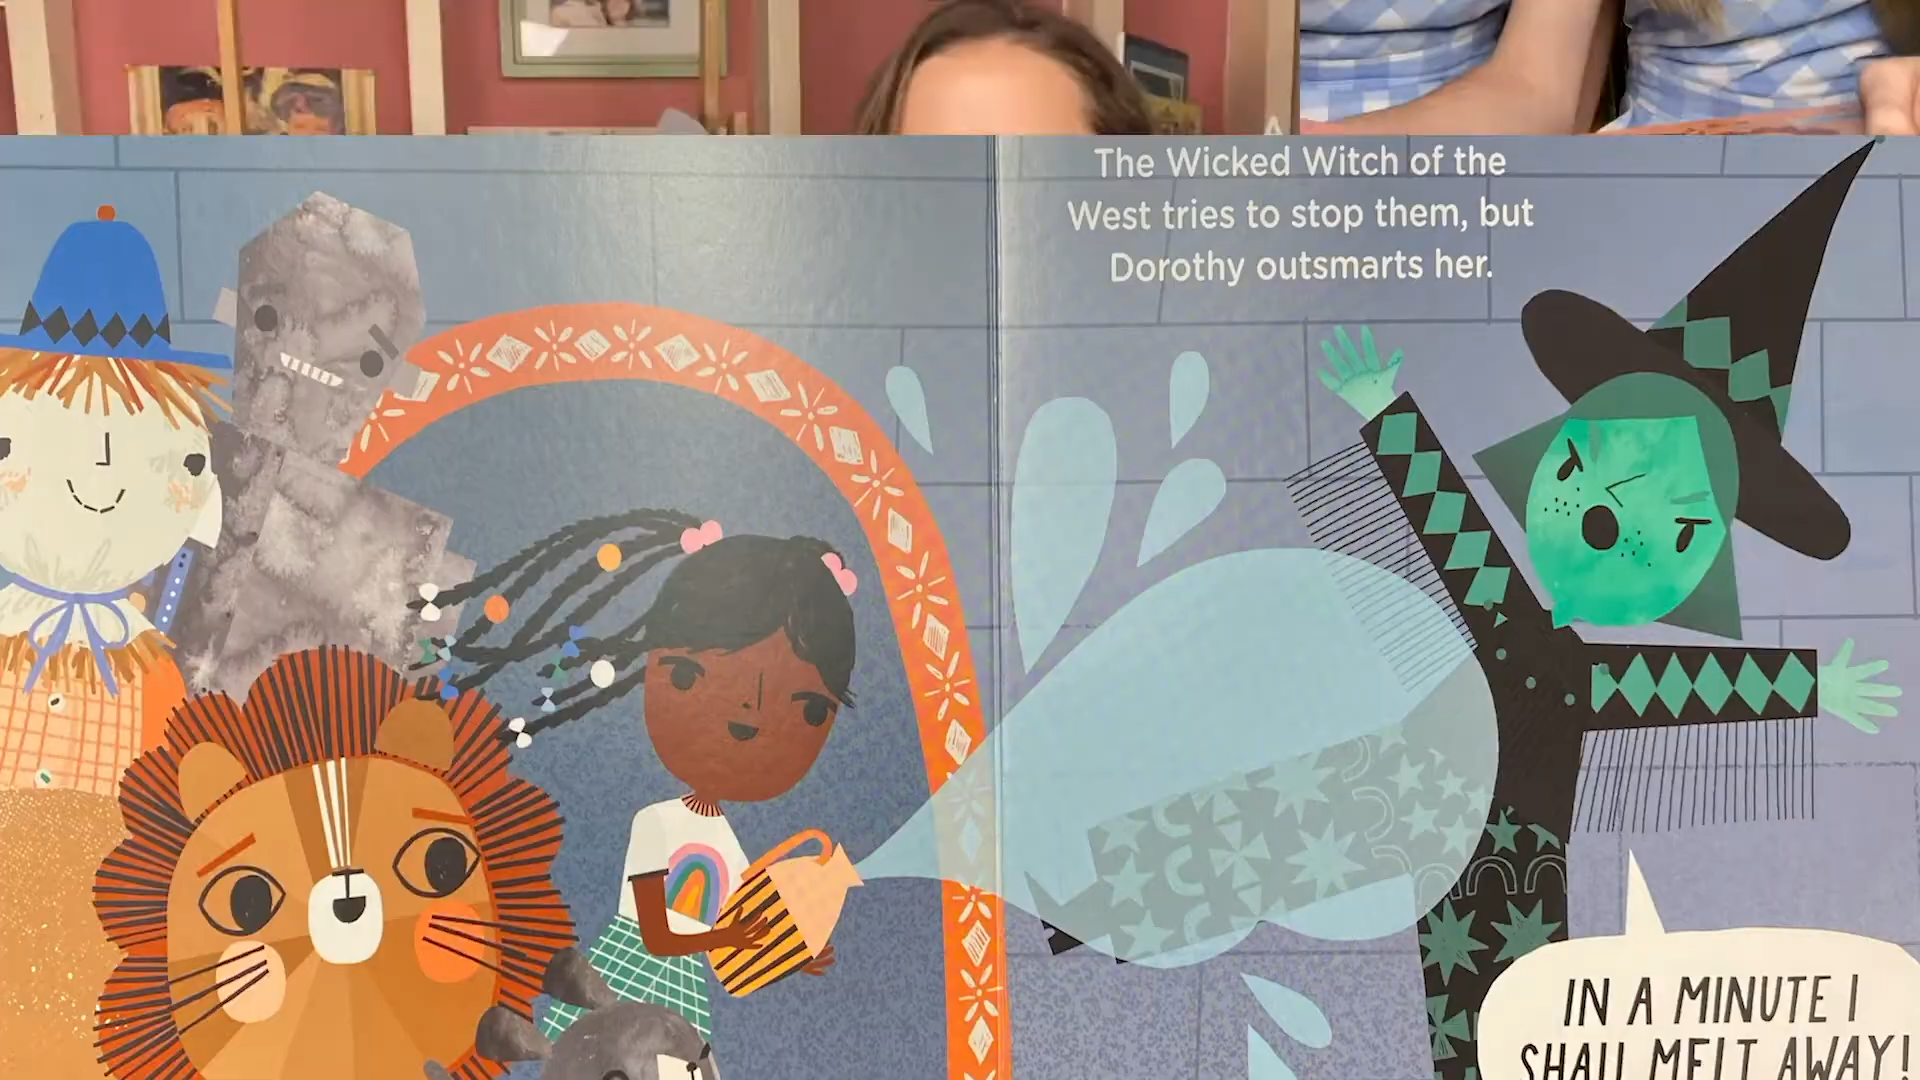 The Wicked Witch of the
West tries to stop them, but
Dorothy outsmarts her.
IN A MINUTE I
SHALL MELT AWAY!